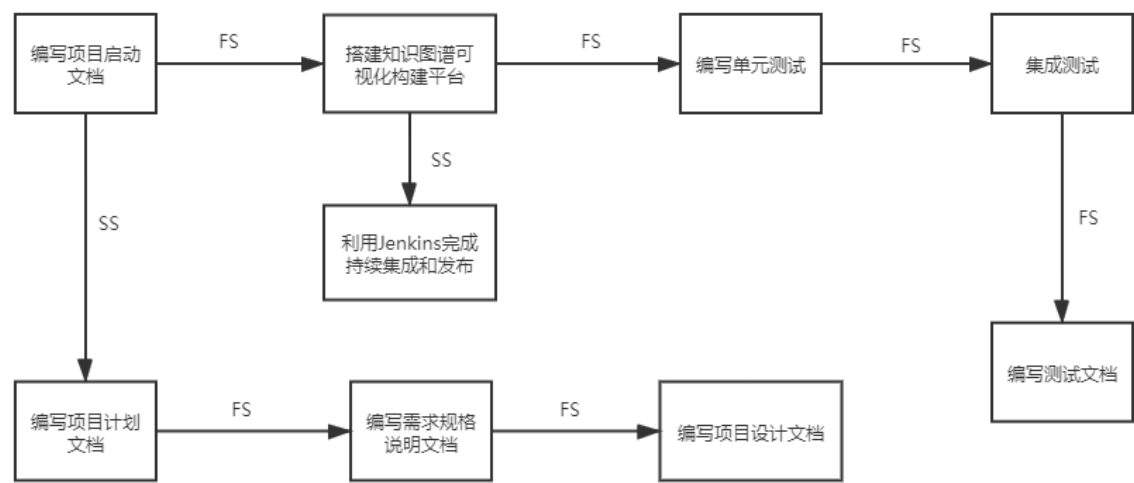 编写项目启动
文档
FS
搭建知识图谱可
视化构建平台
FS
编写单元测试
FS
集成测试
SS
SS
利用Jenkins完成
持续集成和发布
FS
编写测试文档
编写项目计划
文档
FS
编写需求规格
说明文档
FS
编写项目设计文档